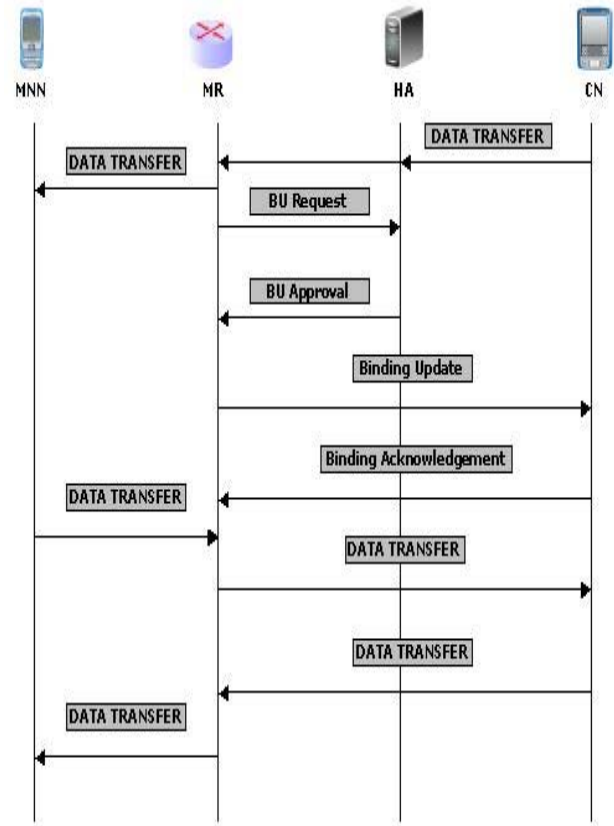 MNN
MR
HA
CN
DATA TRANSFER
DATA TRANSFER
BU Request
BU Approval
Binding Update
Binding Acknowledgement
DATA TRANSFER
DATA TRANSFER
DATA TRANSFER
DATA TRANSFER